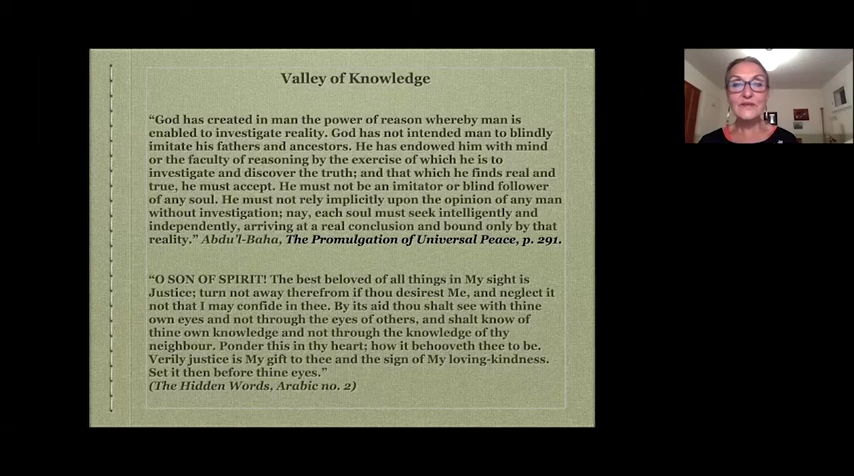 Valley of Knowledge
“God has created in man the power of reason whereby man is
enabled to investigate reality. God has not intended man to blindly
imitate his fathers and ancestors. He has endowed him with mind
or the faculty of reasoning by the exercise of which he is to
investigate and discover the truth; and that which he finds real and
true, he must accept. He must not be an imitator or blind follower
of any soul. He must not rely implicitly upon the opinion of any man
without investigation; nay, each soul must seek intelligently and
independently, arriving at a real conclusion and bound only by that
reality.” Abdu’l-Baha, The Promulgation of Universal Peace, p. 291.
“O SON OF SPIRIT! The best beloved of all things in My sight is
Justice; turn not away therefrom if thou desirest Me, and neglect it
not that I may confide in thee. By its aid thou shalt see with thine
own eyes and not through the eyes of others, and shalt know of
thine own knowledge and not through the knowledge of thy
neighbour. Ponder this in thy heart; how it behooveth thee to be.
Verily justice is My gift to thee and the sign of My loving-kindness.
Set it then before thine eyes.”
(The Hidden Words, Arabic no. 2)